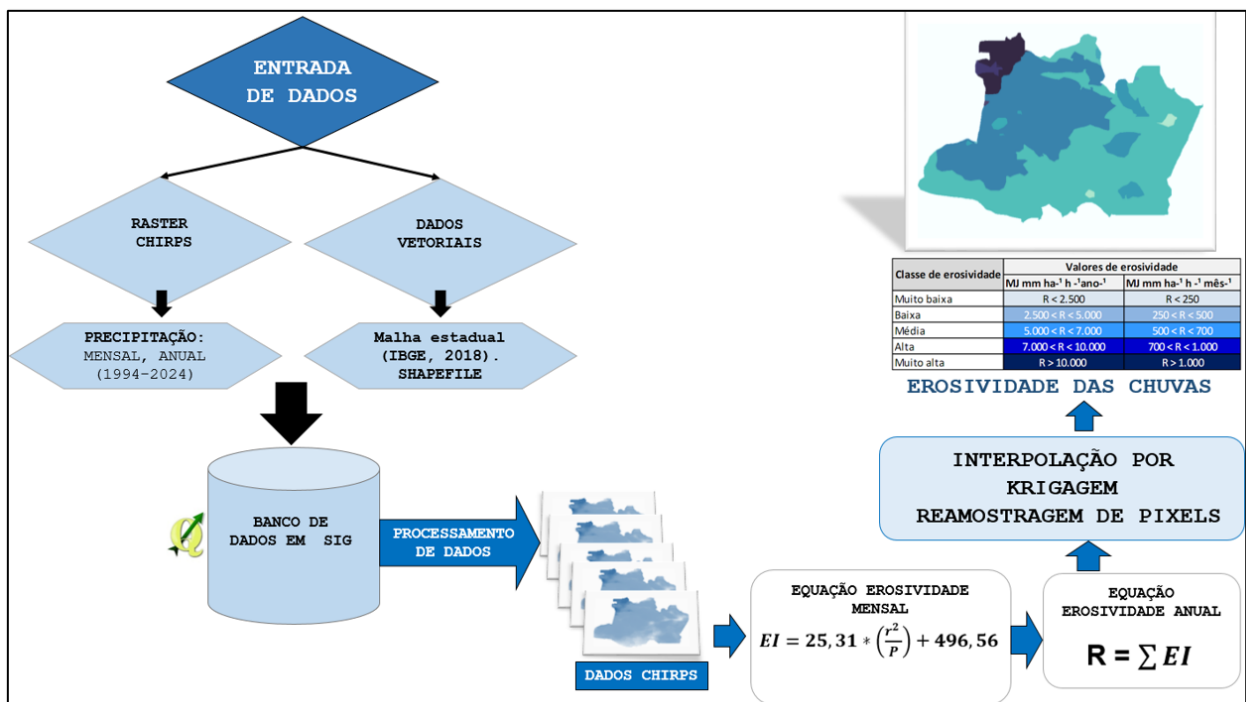 ENTRADA
DE DADOS
RASTER
CHIRPS
DADOS
VETORIAIS
PRECIPITAÇÃO:
MENSAL, ANUAL
(1994-2024)
Malha estadual
(IBGE, 2018).
SHAPEFILE
BANCO DE
DADOS EM SIG
PROCESSAMENTO
DE DADOS
DADOS CHIRPS
EQUAÇÃO EROSIVIDADE
MENSAL
EI = 25,31 * (r²/P) + 496,56
EQUAÇÃO
EROSIVIDADE ANUAL
R = ∑ EI
INTERPOLAÇÃO POR
KRIGAGEM
REAMOSTRAGEM DE PIXELS
EROSIVIDADE DAS CHUVAS
Classe de erosividade Valores de erosividade
MJ mm ha-¹ h -¹ano-¹ MJ mm ha-¹ h -¹ mês-¹
Muito baixa R < 2.500 R < 250
Baixa 2.500 < R < 5.000 250 < R < 500
Média 5.000 < R < 7.000 500 < R < 700
Alta 7.000 < R < 10.000 700 < R < 1.000
Muito alta R > 10.000 R > 1.000